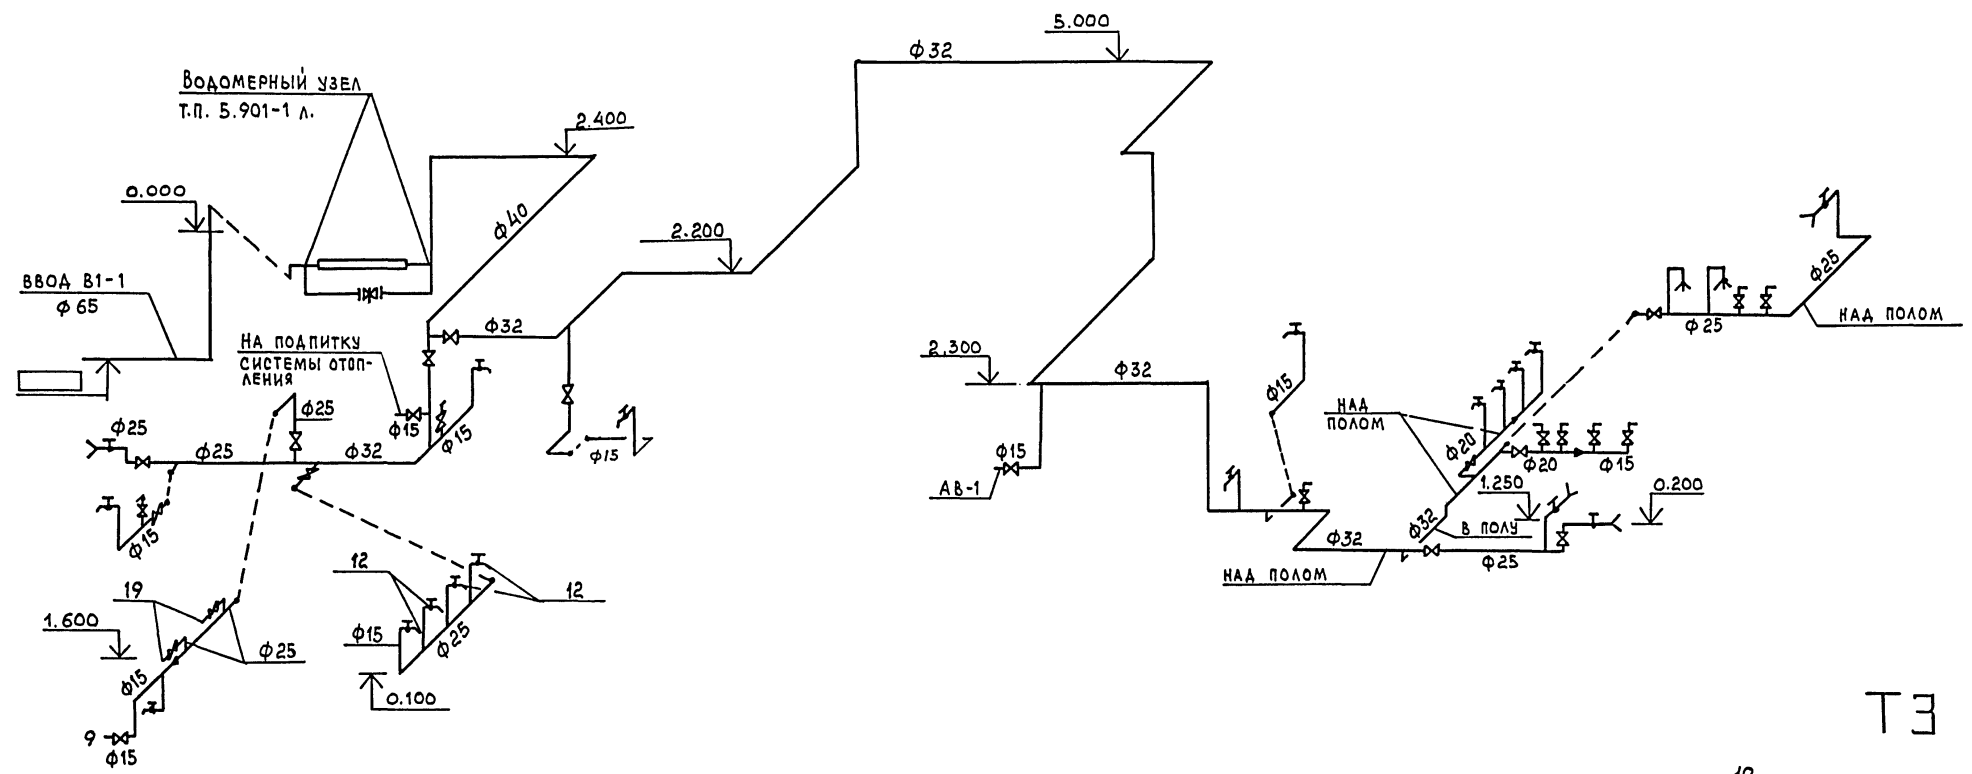 5.000
Ф32
Водомерный узел
Т.П. 5.901-1 л.
2.400
0.000
Ф40
2.200
Ввод В1-1
Ф65
Ф32
На подпитку
системы отоп-
ления
Ф25
Ф15
Ф15
Ф25
Ф25
Ф32
Ф15
Ф15
2,300
Ф32
Ф15
АВ-1
Ф15
Ф25
Ф25
над полом
над
полом
Ф20
Ф20
Ф15
1.250
0.200
Ф32
в полу
Ф32
Ф25
над полом
19
1.600
Ф25
Ф15
9
Ф15
12
12
Ф15
Ф25
0.100
Т3